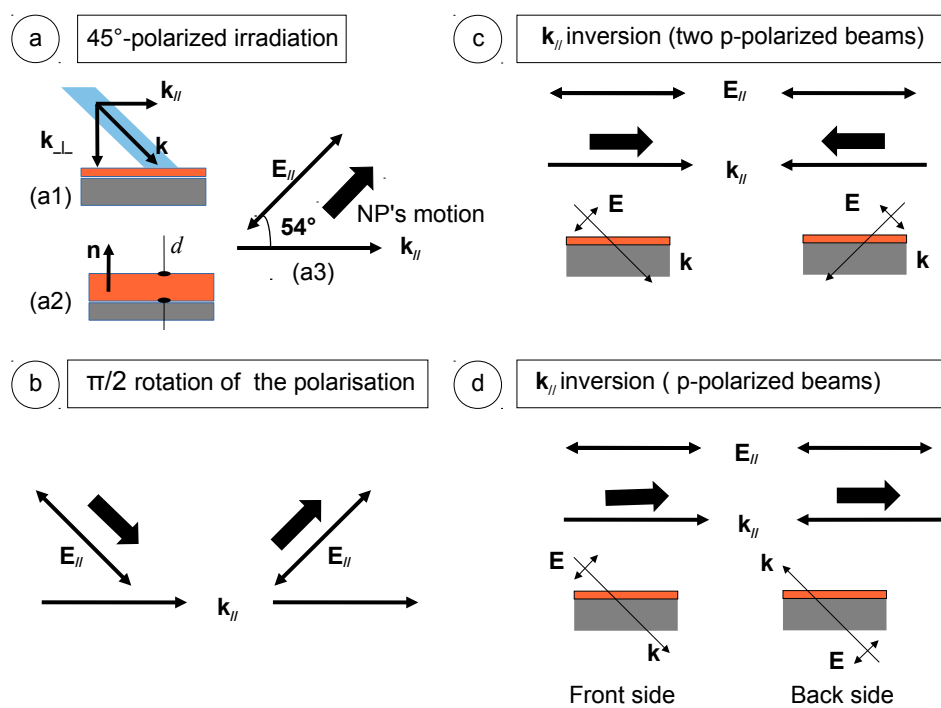 a
45°-polarized irradiation
k//
k⊥
k
(a1)
E//
NP's motion
54°
k//
(a3)
n
d
(a2)
b
π/2 rotation of the polarisation
E//
E//
k//
c
k// inversion (two p-polarized beams)
E//
k//
E
E
k
k
d
k// inversion ( p-polarized beams)
E//
k//
E
k
k
E
Front side
Back side